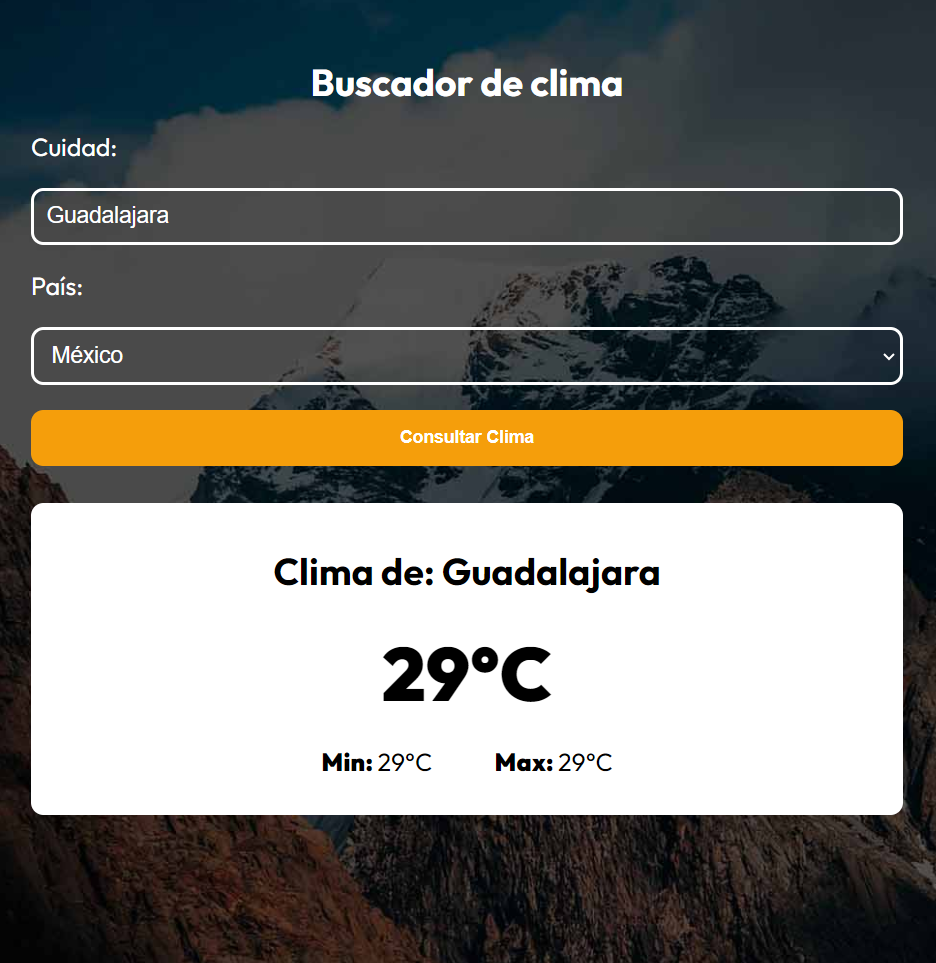 Buscador de clima
Cuidad:
Guadalajara
País:
México
Consultar Clima
Clima de: Guadalajara
29°C
Min: 29°C Max: 29°C